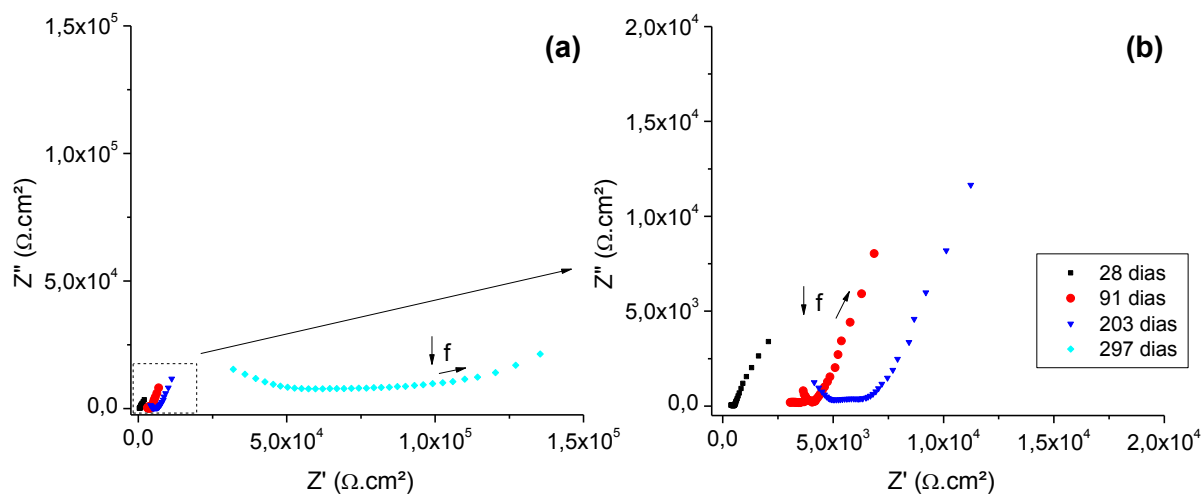 (a)
1,5x10⁵
1,0x10⁵
5,0x10⁴
0,0
Z'' (Ω.cm²)
f
0,0
5,0x10⁴
1,0x10⁵
1,5x10⁵
Z' (Ω.cm²)
(b)
2,0x10⁴
1,5x10⁴
1,0x10⁴
5,0x10³
0,0
Z'' (Ω.cm²)
f
28 dias
91 dias
203 dias
297 dias
0,0
5,0x10³
1,0x10⁴
1,5x10⁴
2,0x10⁴
Z' (Ω.cm²)